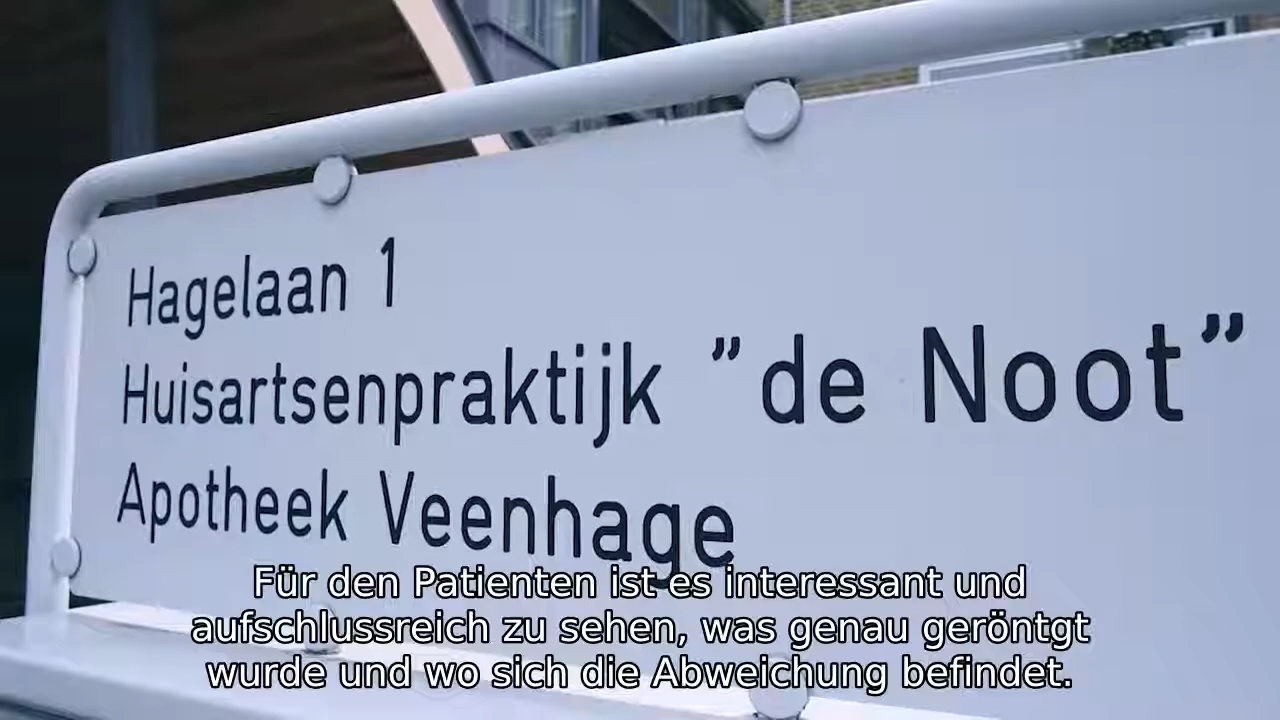 Hagelaan 1
Huisartsenpraktijk ”de Noot”
Apotheek Veenhage
Für den Patienten ist es interessant und
aufschlussreich zu sehen, was genau geröntgt
wurde und wo sich die Abweichung befindet.